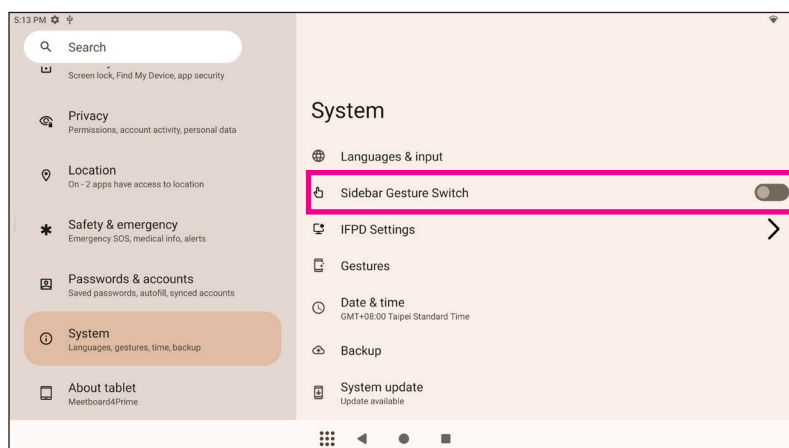 5:13 PM
Search
Screen lock, Find My Device, app security
Privacy
Permissions, account activity, personal data
Location
On - 2 apps have access to location
Safety & emergency
Emergency SOS, medical info, alerts
Passwords & accounts
Saved passwords, autofill, synced accounts
System
Languages, gestures, time, backup
About tablet
Meetboard4Prime
System
Languages & input
Sidebar Gesture Switch
IFPD Settings
Gestures
Date & time
GMT+08:00 Taipei Standard Time
Backup
System update
Update available